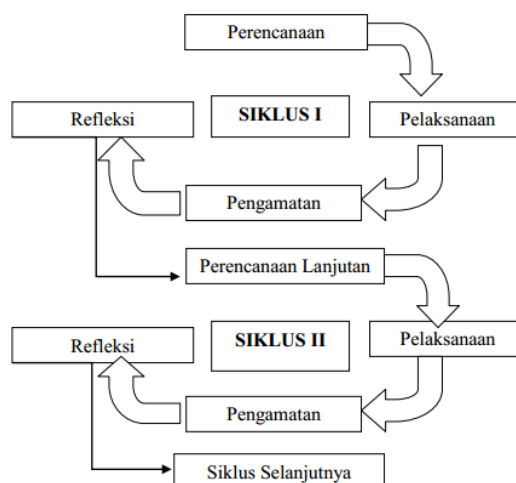 Perencanaan
Refleksi
SIKLUS I
Pelaksanaan
Pengamatan
Perencanaan Lanjutan
Refleksi
SIKLUS II
Pelaksanaan
Pengamatan
Siklus Selanjutnya